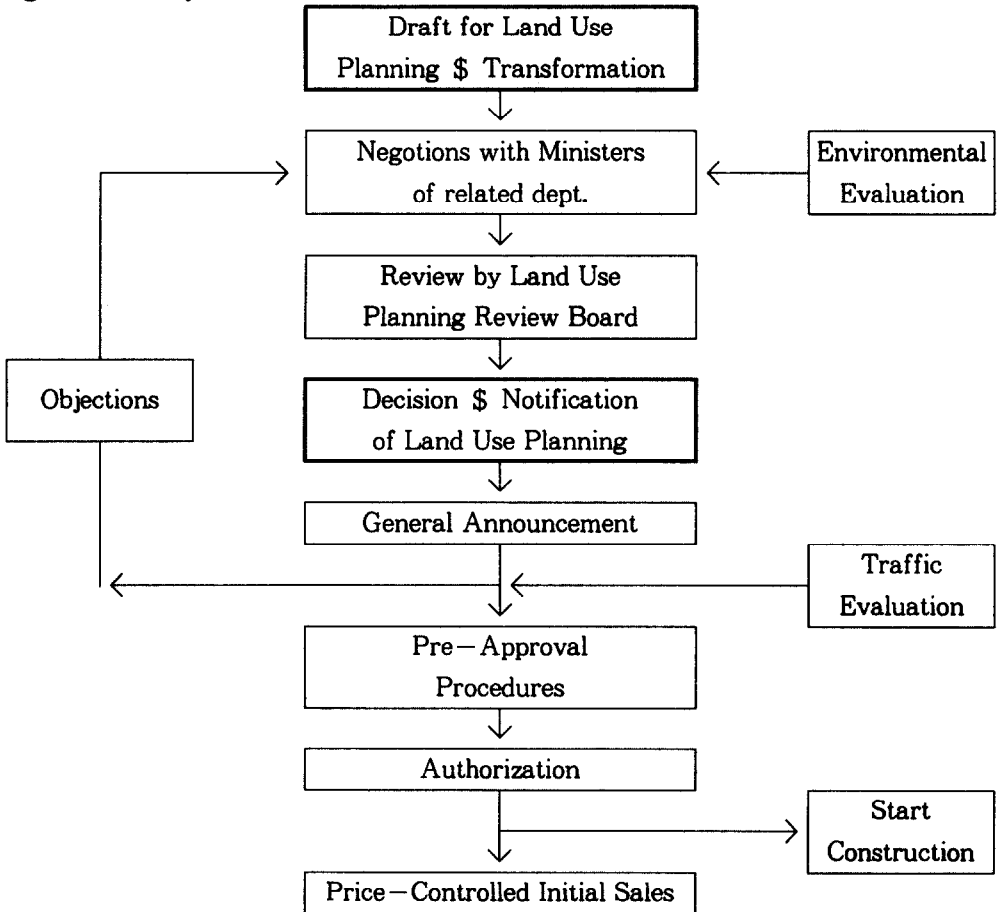 Draft for Land Use
Planning $ Transformation
Negotions with Ministers
of related dept.
Environmental
Evaluation
Review by Land Use
Planning Review Board
Objections
Decision $ Notification
of Land Use Planning
General Announcement
Traffic
Evaluation
Pre－Approval
Procedures
Authorization
Start
Construction
Price－Controlled Initial Sales